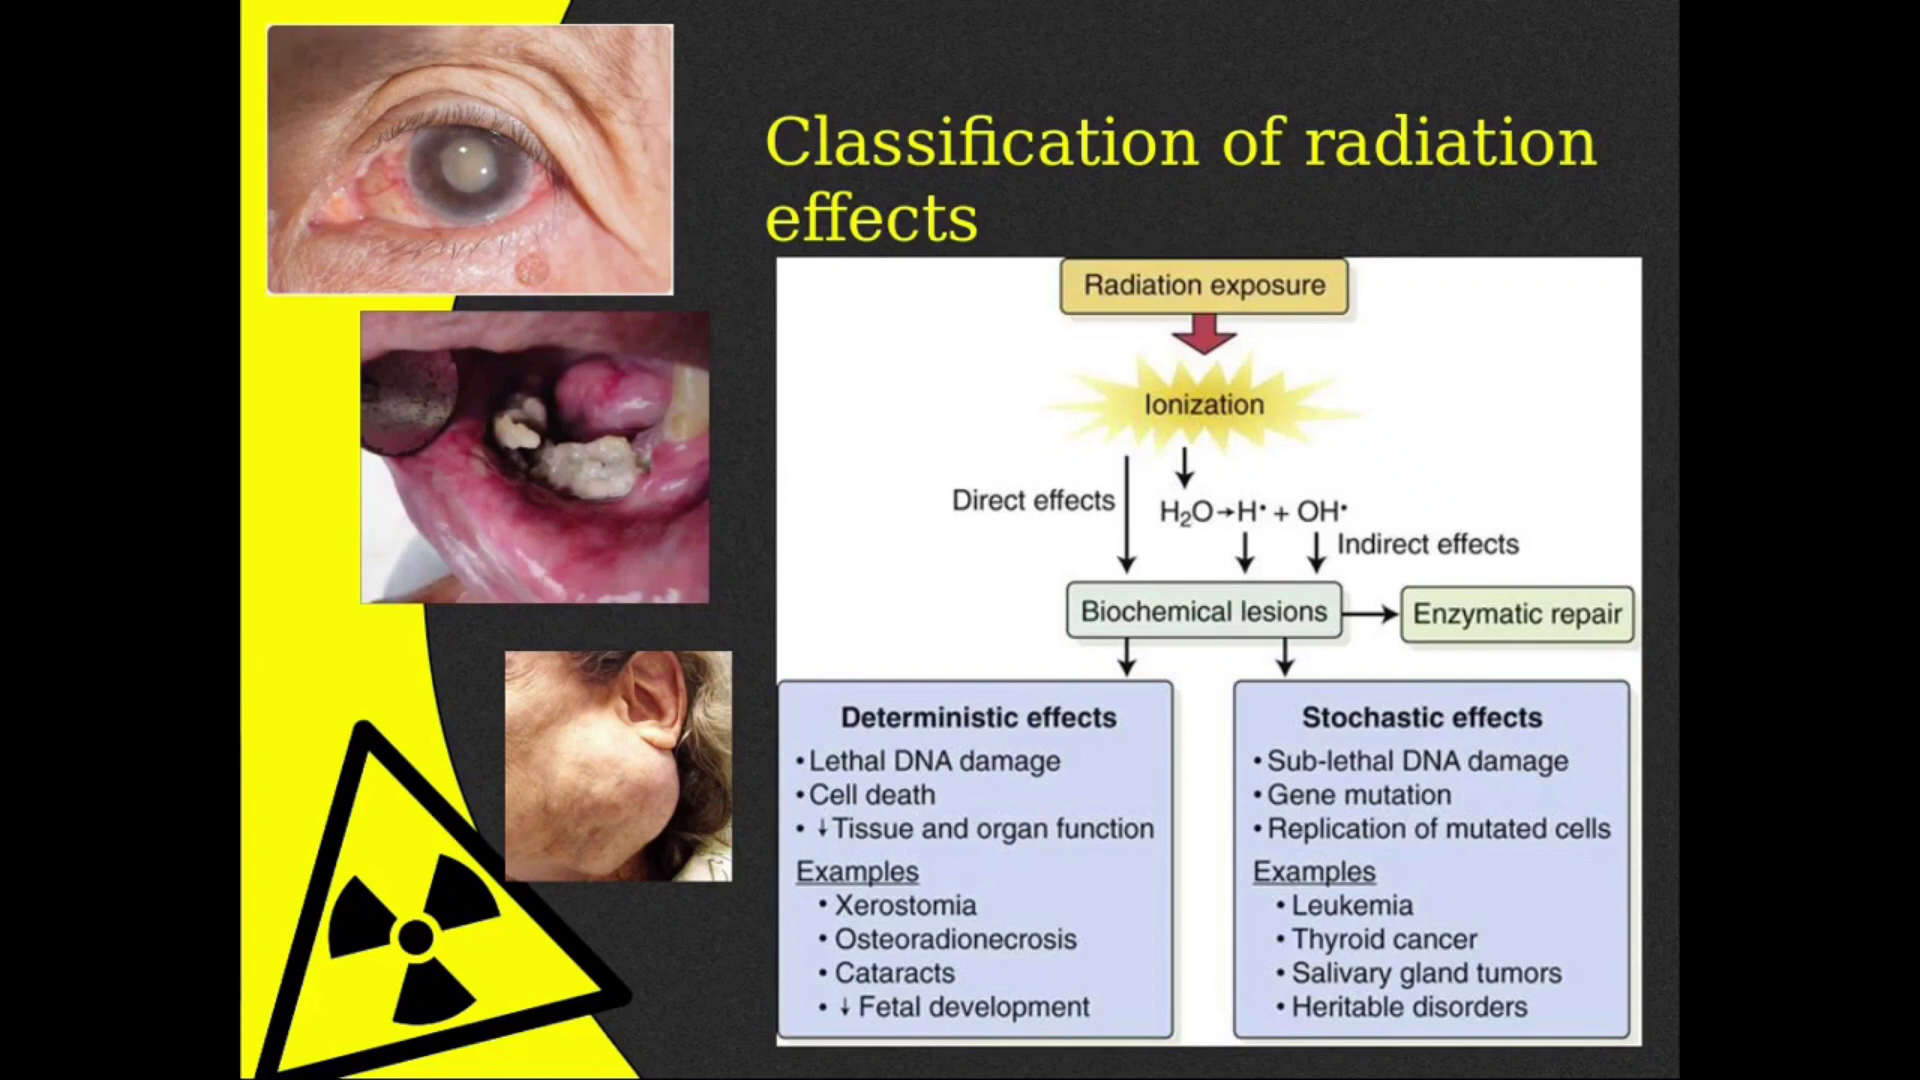 Classification of radiation
effects
Radiation exposure
Ionization
Direct effects
H₂O→H• + OH•
Indirect effects
Biochemical lesions
Enzymatic repair
Deterministic effects
• Lethal DNA damage
• Cell death
• ↓Tissue and organ function
Examples
• Xerostomia
• Osteoradionecrosis
• Cataracts
• ↓ Fetal development
Stochastic effects
• Sub-lethal DNA damage
• Gene mutation
• Replication of mutated cells
Examples
• Leukemia
• Thyroid cancer
• Salivary gland tumors
• Heritable disorders